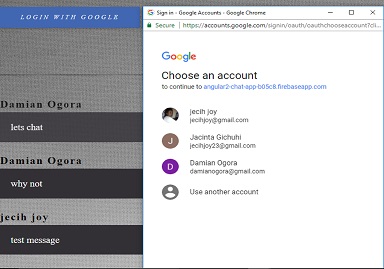 LOGIN WITH GOOGLE
Damian Ogora
lets chat
Damian Ogora
why not
jecih joy
test message
Sign in - Google Accounts - Google Chrome
Secure https://accounts.google.com/signin/oauth/oauthchooseaccount?cli...
Google
Choose an account
to continue to angular2-chat-app-b05c8.firebaseapp.com
jecih joy
jecihjoy@gmail.com
J
Jacinta Gichuhi
jecihjoy23@gmail.com
D
Damian Ogora
damianogora@gmail.com
Use another account